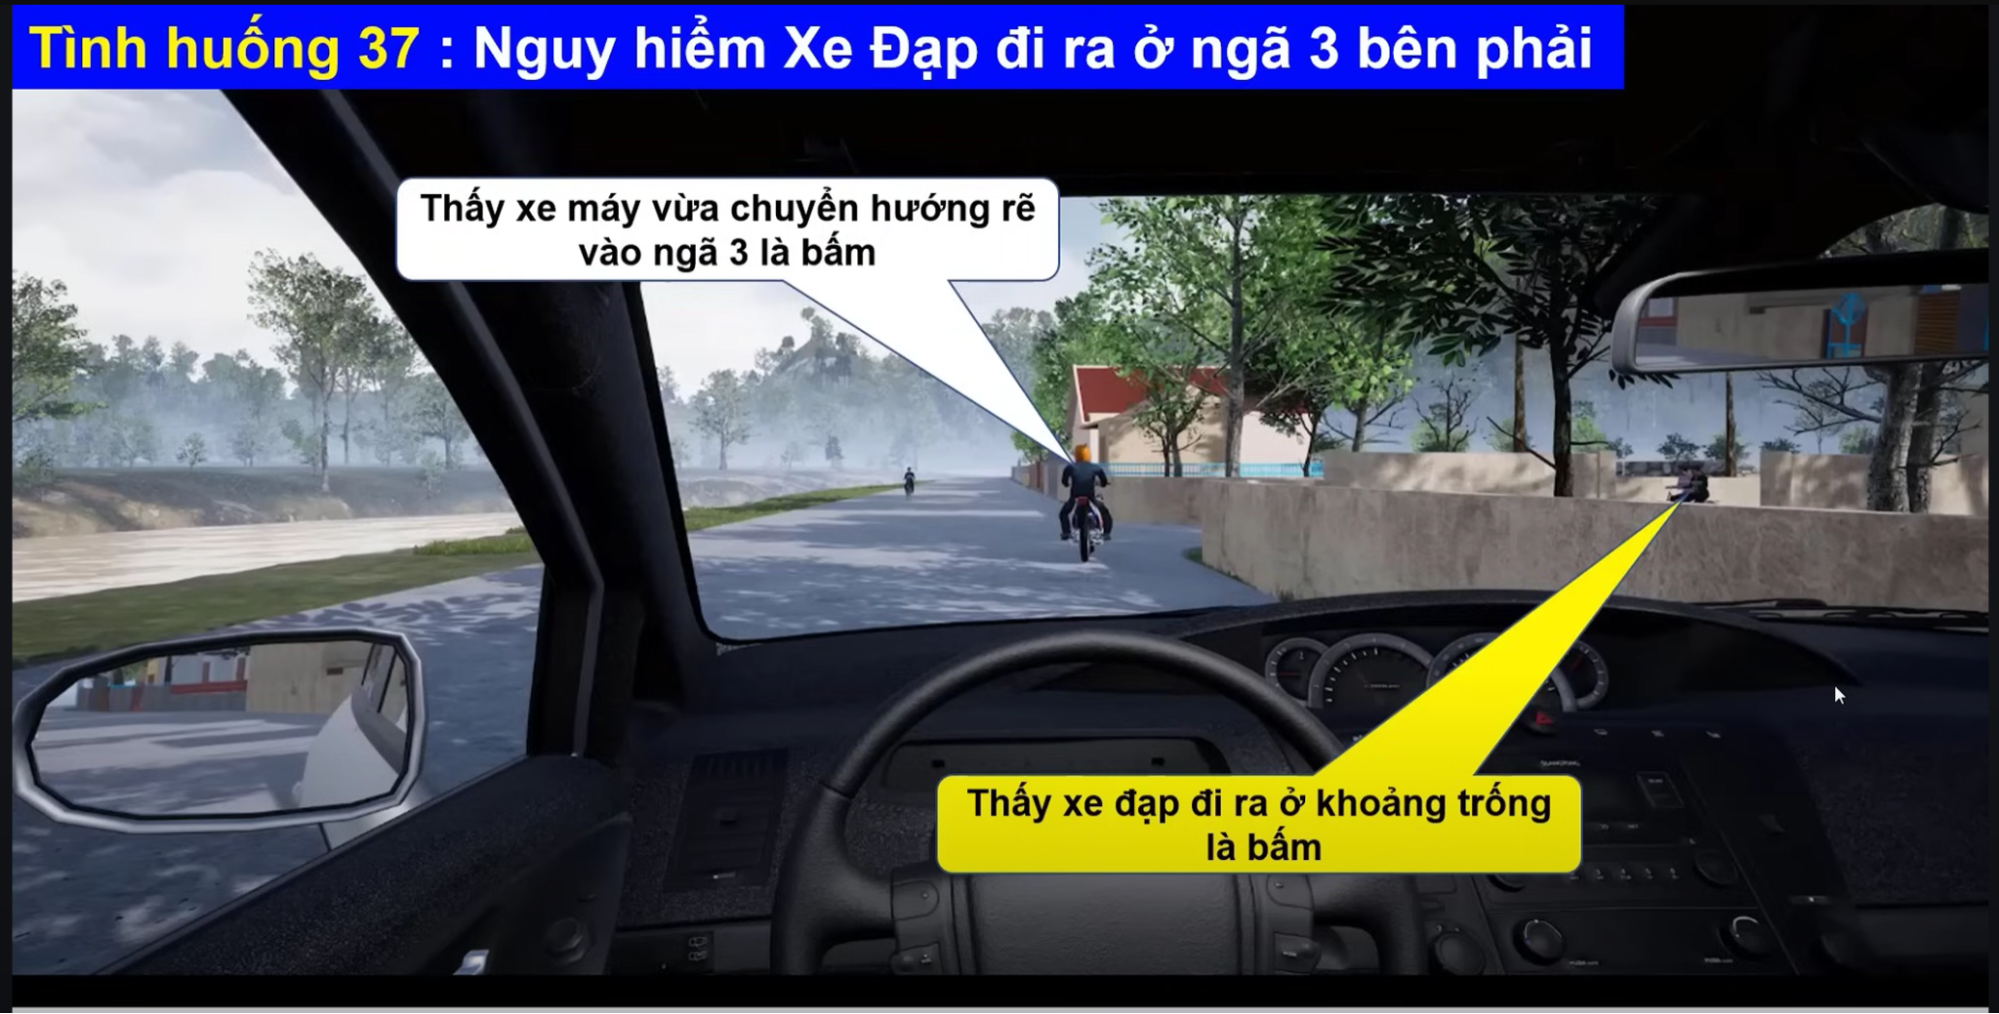 Tình huống 37 : Nguy hiểm Xe Đạp đi ra ở ngã 3 bên phải
Thấy xe máy vừa chuyển hướng rẽ
vào ngã 3 là bấm
Thấy xe đạp đi ra ở khoảng trống
là bấm